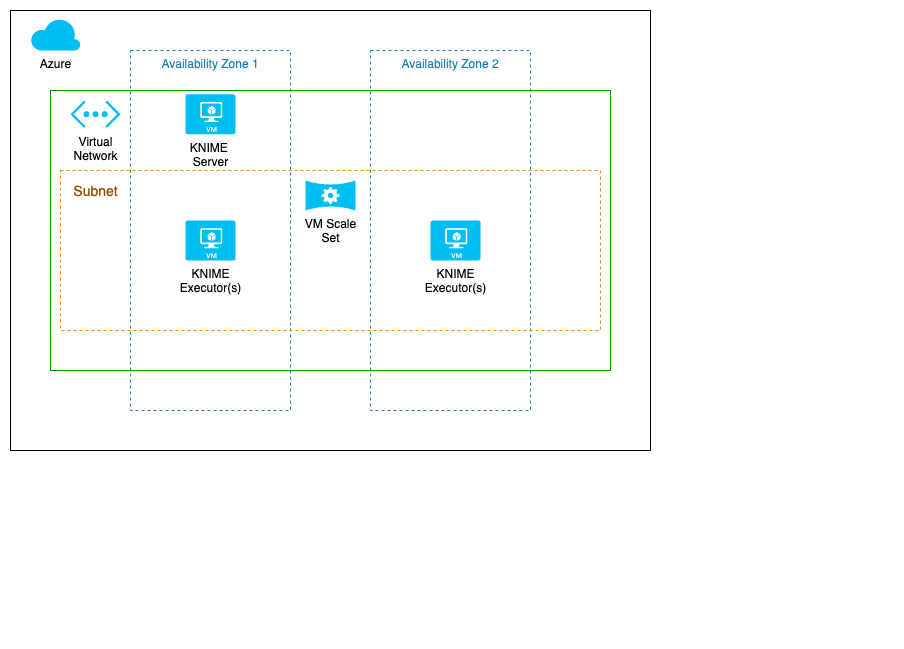 Azure
Availability Zone 1
Availability Zone 2
Virtual
Network
VM
KNIME
Server
Subnet
VM Scale
Set
VM
KNIME
Executor(s)
VM
KNIME
Executor(s)